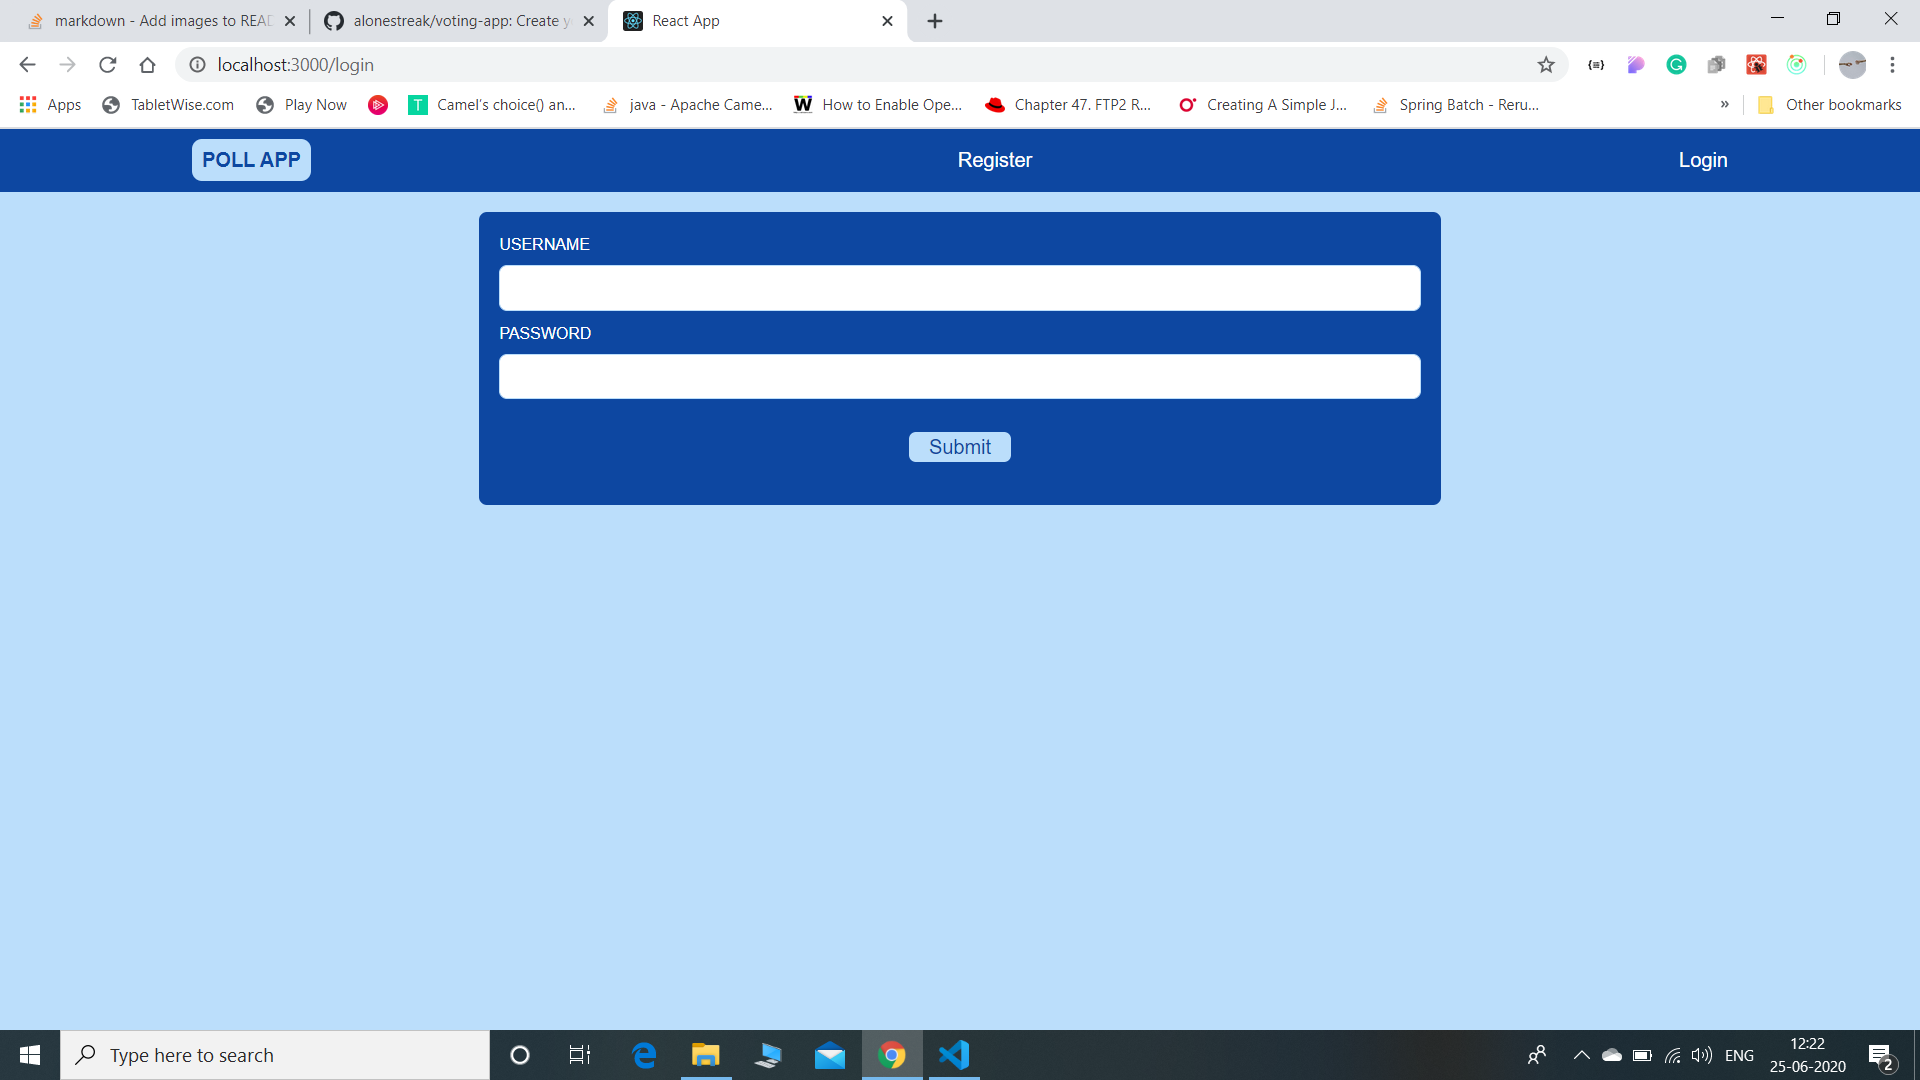 markdown - Add images to READ
alonestreak/voting-app: Create y
React App
localhost:3000/login
Apps
TabletWise.com
Play Now
T
Camel's choice() an...
java - Apache Came...
W
How to Enable Ope...
Chapter 47. FTP2 R...
Creating A Simple J...
Spring Batch - Reru...
»
Other bookmarks
POLL APP
Register
Login
USERNAME
PASSWORD
Submit
Type here to search
ENG
12:22
25-06-2020
2